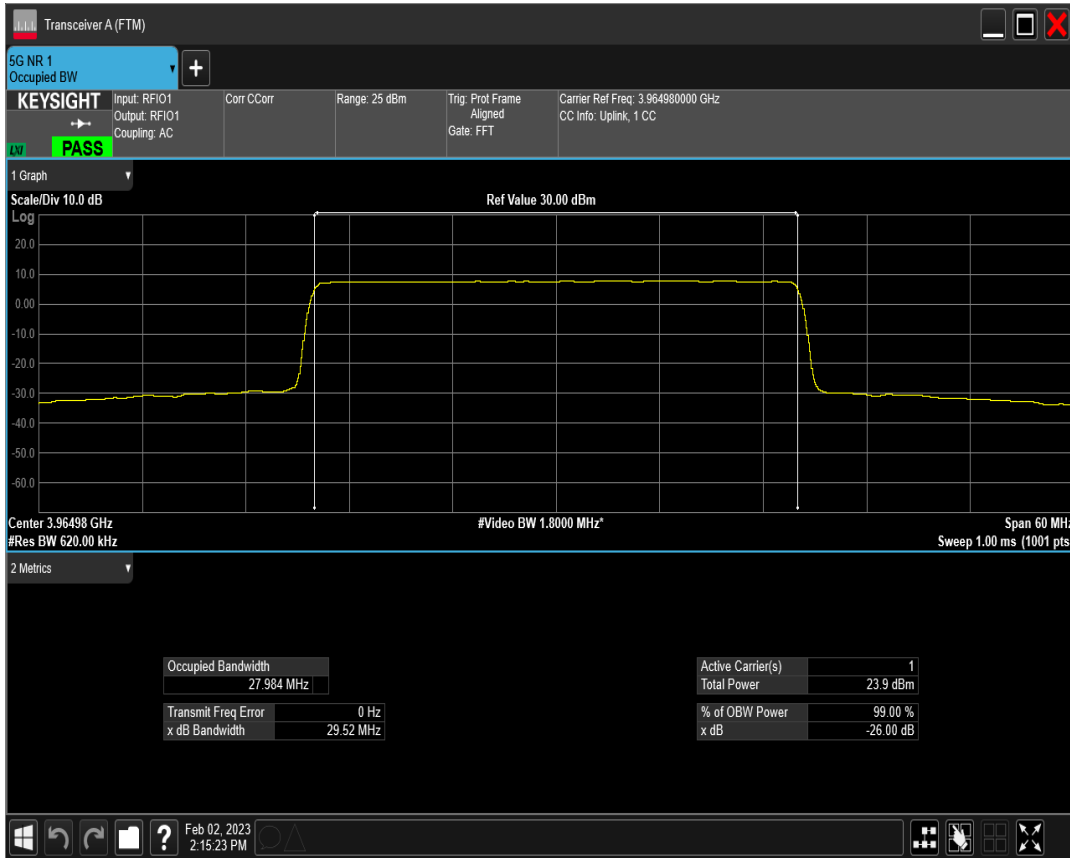 Transceiver A (FTM)
5G NR 1
Occupied BW
+
KEYSIGHT
LXI
PASS
Input: RFIO1
Output: RFIO1
Coupling: AC
Corr CCorr
Range: 25 dBm
Trig: Prot Frame
Aligned
Gate: FFT
Carrier Ref Freq: 3.964980000 GHz
CC Info: Uplink, 1 CC
1 Graph
Scale/Div 10.0 dB
Ref Value 30.00 dBm
Log
20.0
10.0
0.00
-10.0
-20.0
-30.0
-40.0
-50.0
-60.0
Center 3.96498 GHz
#Video BW 1.8000 MHz*
Span 60 MHz
#Res BW 620.00 kHz
Sweep 1.00 ms (1001 pts
2 Metrics
Occupied Bandwidth
27.984 MHz
Transmit Freq Error 0 Hz
x dB Bandwidth 29.52 MHz
Active Carrier(s) 1
Total Power 23.9 dBm
% of OBW Power 99.00 %
x dB -26.00 dB
?
Feb 02, 2023
2:15:23 PM